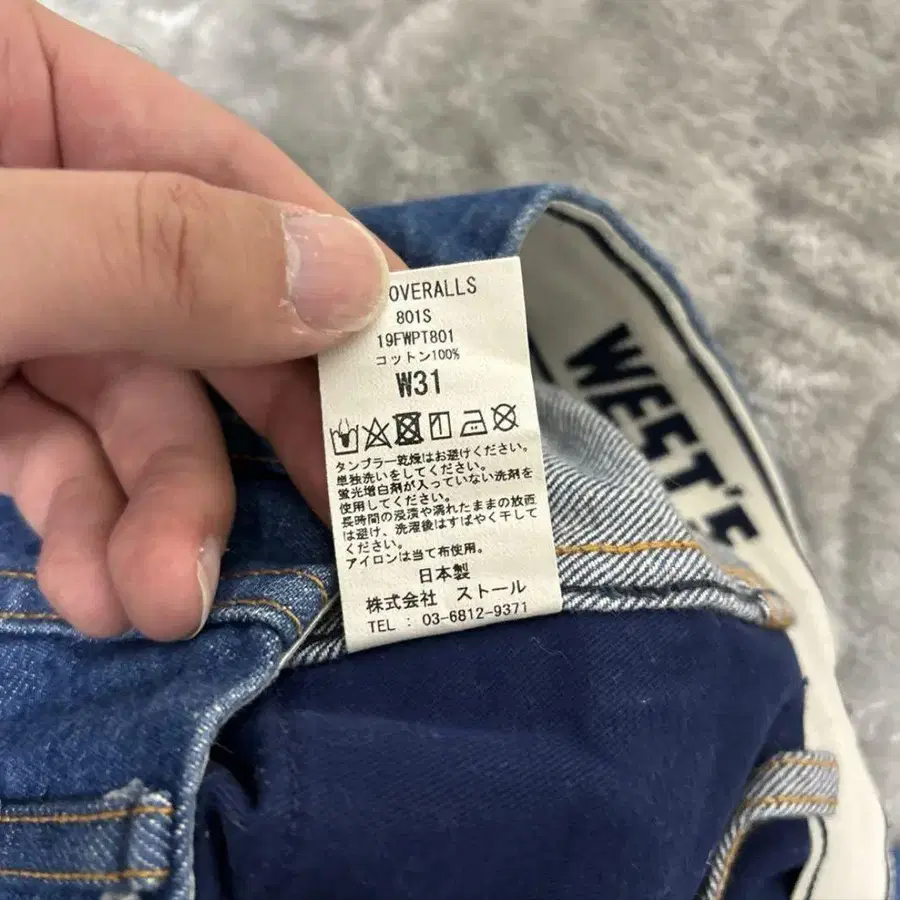 OVERALLS
801S
19FWPT801
コットン100%
W31
タンブラー乾燥はお避けください。
単独洗いをしてください。
蛍光増白剤が入っていない洗剤を
使用してください。
長時間の浸漬や濡れたままの放置
は避け、洗濯後はすばやく干して
ください。
アイロンは当て布使用。
日本製
株式会社 ストール
TEL : 03-6812-9371
WEST'S